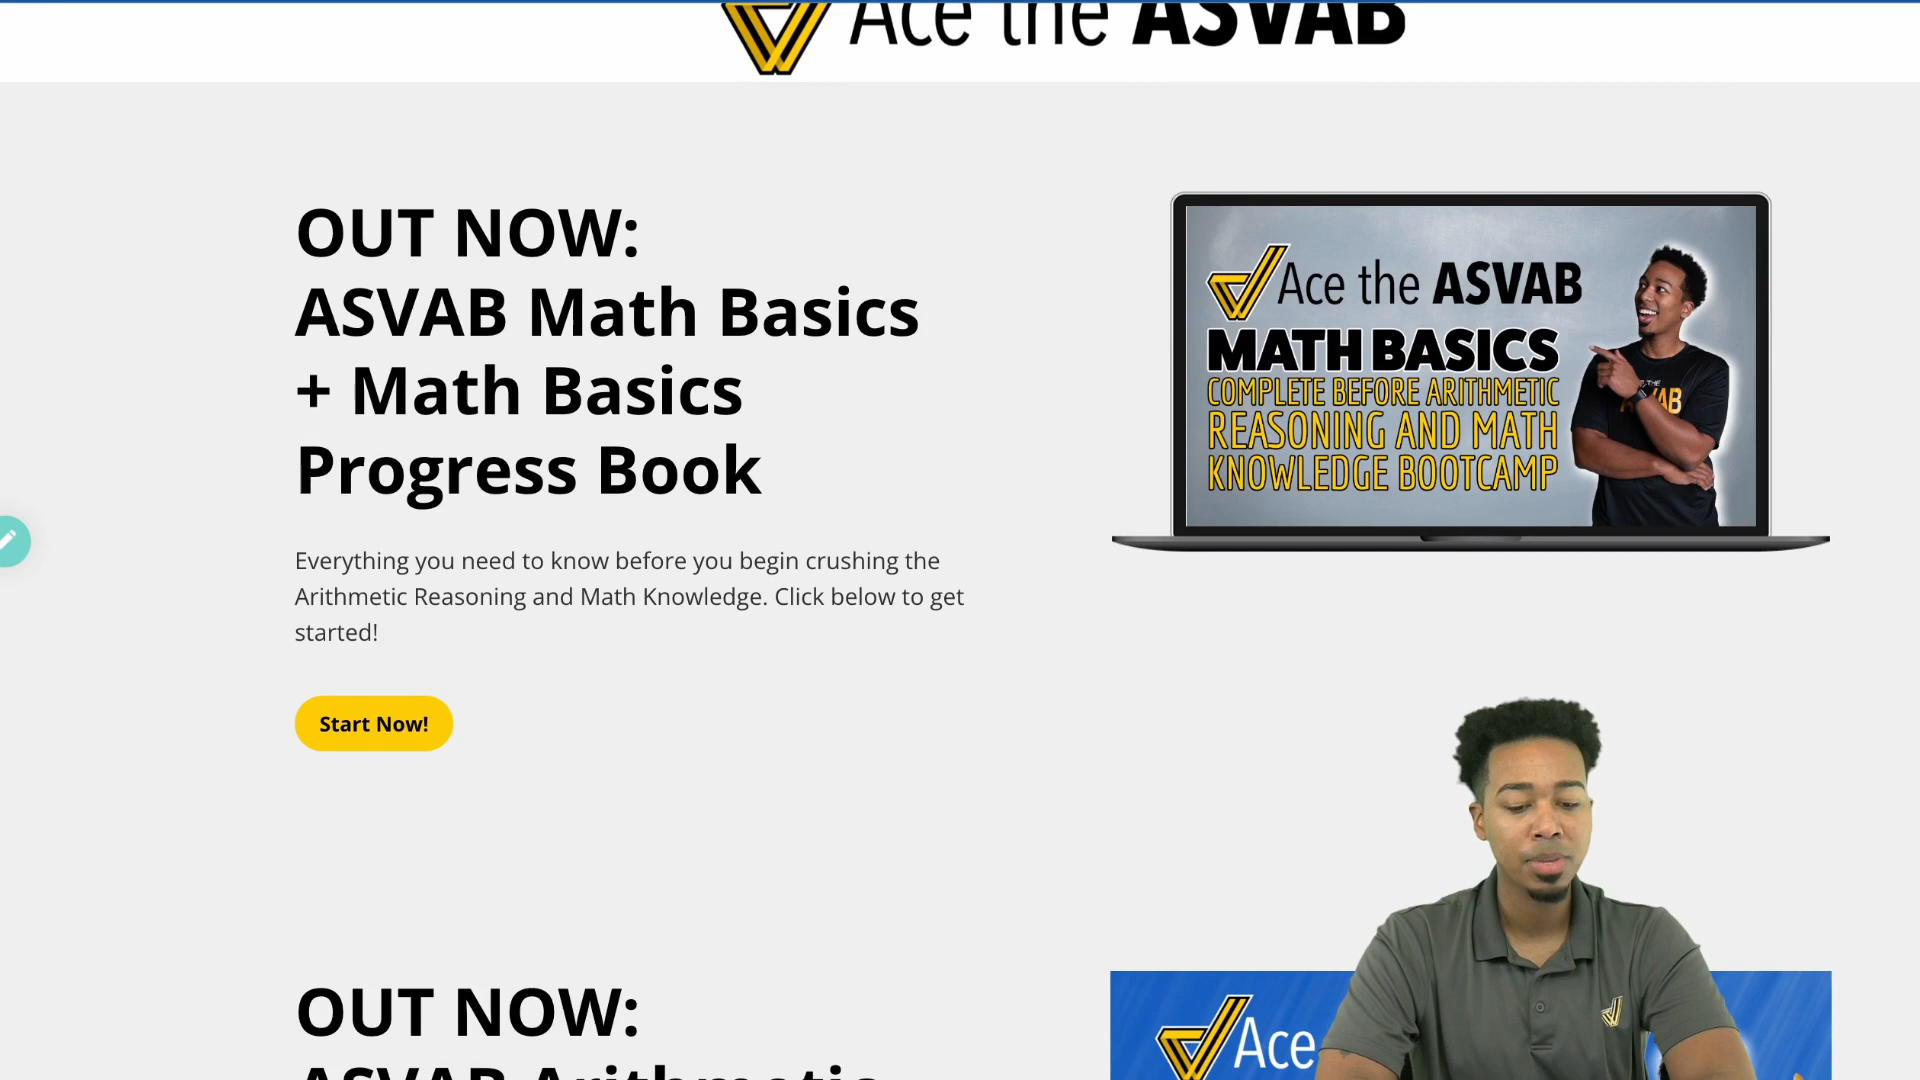 Ace the ASVAB
OUT NOW:
ASVAB Math Basics
+ Math Basics
Progress Book
Everything you need to know before you begin crushing the
Arithmetic Reasoning and Math Knowledge. Click below to get
started!
Start Now!
Ace the ASVAB
MATH BASICS
COMPLETE BEFORE ARITHMETIC
REASONING AND MATH
KNOWLEDGE BOOTCAMP
OUT NOW:
ASVAB Arithmetic
Ace